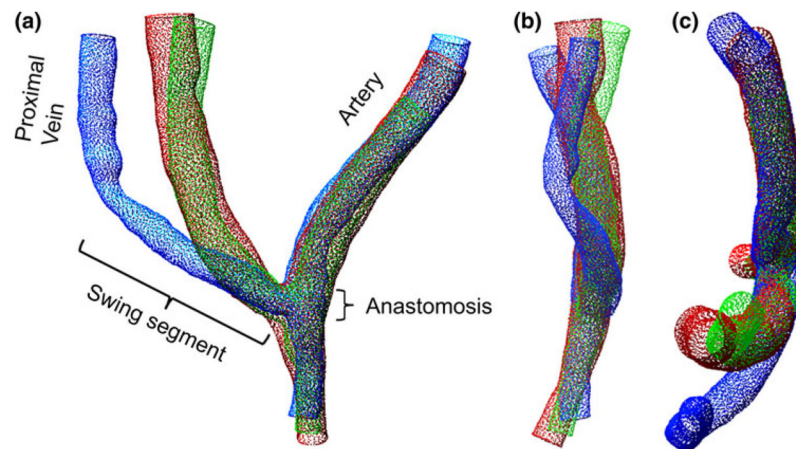 (a)
(b)
(c)
Proximal
Vein
Artery
Swing segment
Anastomosis